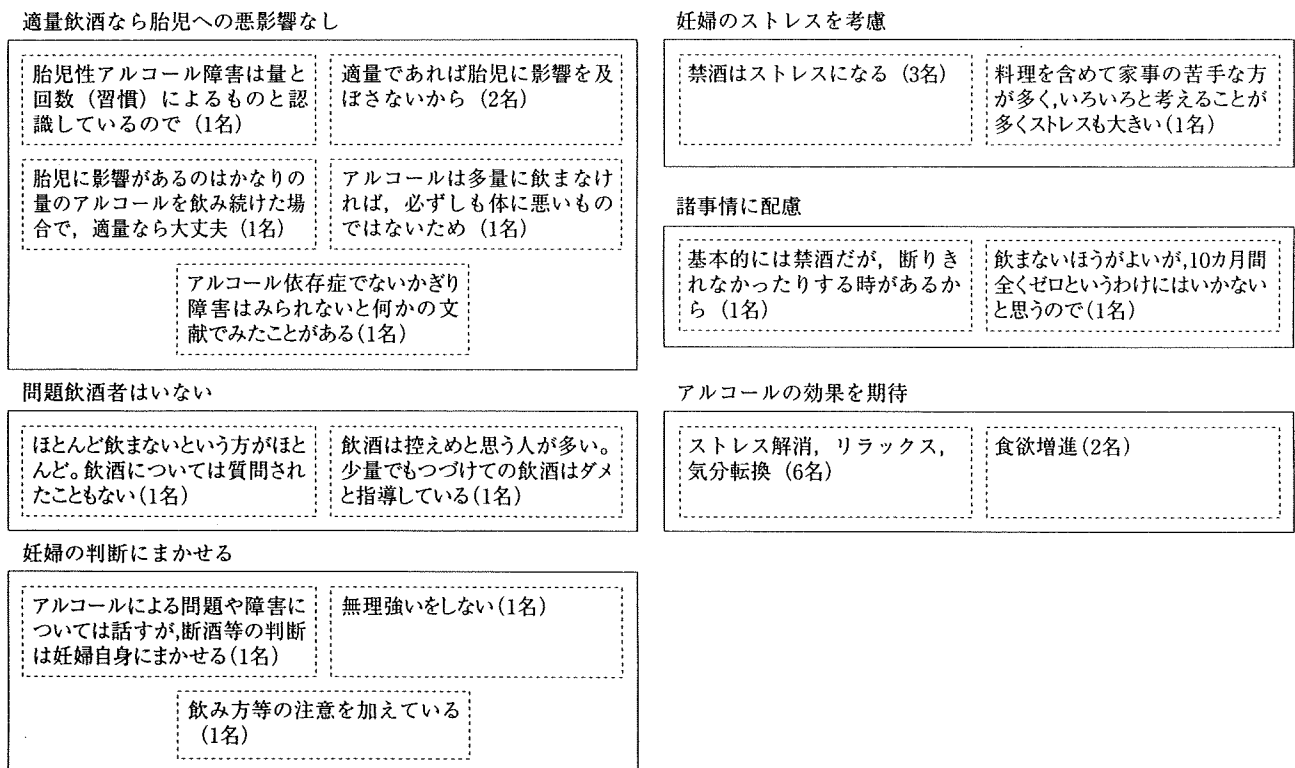 適量飲酒なら胎児への悪影響なし
胎児性アルコール障害は量と
回数（習慣）によるものと認
識しているので（1名）
適量であれば胎児に影響を及
ぼさないから（2名）
胎児に影響があるのはかなりの
量のアルコールを飲み続けた場
合で，適量なら大丈夫（1名）
アルコールは多量に飲まなけ
れば，必ずしも体に悪いもの
ではないため（1名）
アルコール依存症でないかぎり
障害はみられないと何かの文
献でみたことがある(1名)
問題飲酒者はいない
ほとんど飲まないという方がほと
んど。飲酒については質問され
たこともない(1名)
飲酒は控えめと思う人が多い。
少量でもつづけての飲酒はダメ
と指導している(1名)
妊婦の判断にまかせる
アルコールによる問題や障害に
ついては話すが,断酒等の判断
は妊婦自身にまかせる(1名)
無理強いをしない(1名)
飲み方等の注意を加えている
（1名）
妊婦のストレスを考慮
禁酒はストレスになる（3名）
料理を含めて家事の苦手な方
が多く,いろいろと考えることが
多くストレスも大きい(1名)
諸事情に配慮
基本的には禁酒だが，断りき
れなかったりする時があるか
ら（1名）
飲まないほうがよいが,10カ月間
全くゼロというわけにはいかない
と思うので(1名)
アルコールの効果を期待
ストレス解消，リラックス，
気分転換（6名）
食欲増進(2名)